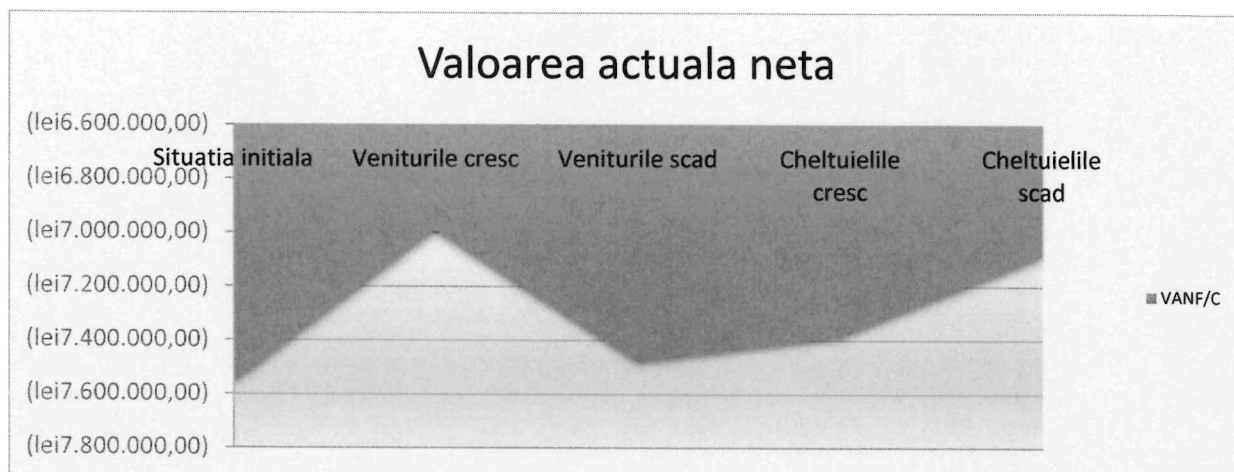 Valoarea actuala neta
(lei6.600.000,00)
Situatia initiala Veniturile cresc Veniturile scad Cheltuielile cresc Cheltuielile scad
(lei6.800.000,00)
(lei7.000.000,00)
(lei7.200.000,00)
VANF/C
(lei7.400.000,00)
(lei7.600.000,00)
(lei7.800.000,00)